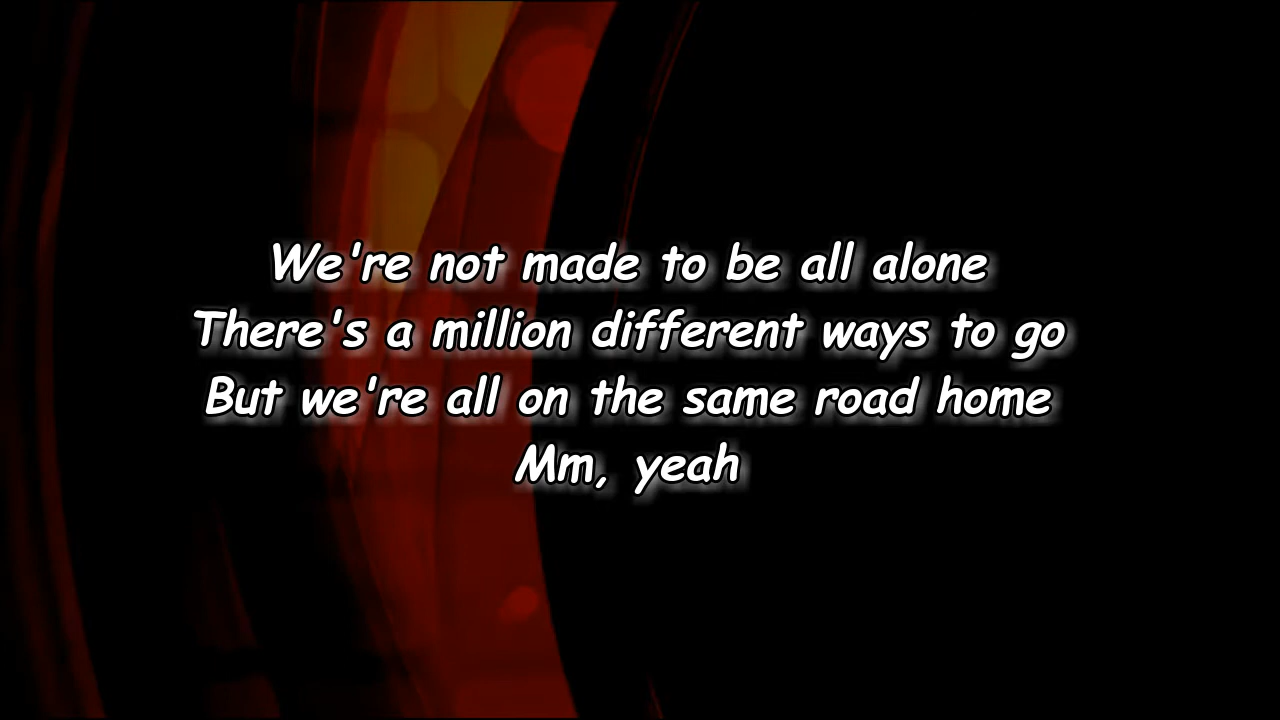 We're not made to be all alone
There's a million different ways to go
But we're all on the same road home
Mm, yeah